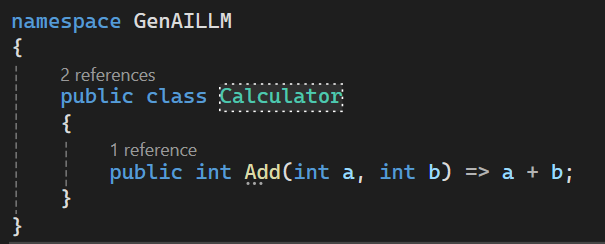 namespace GenAILLM
{
2 references
public class Calculator
{
1 reference
public int Add(int a, int b) => a + b;
}
}